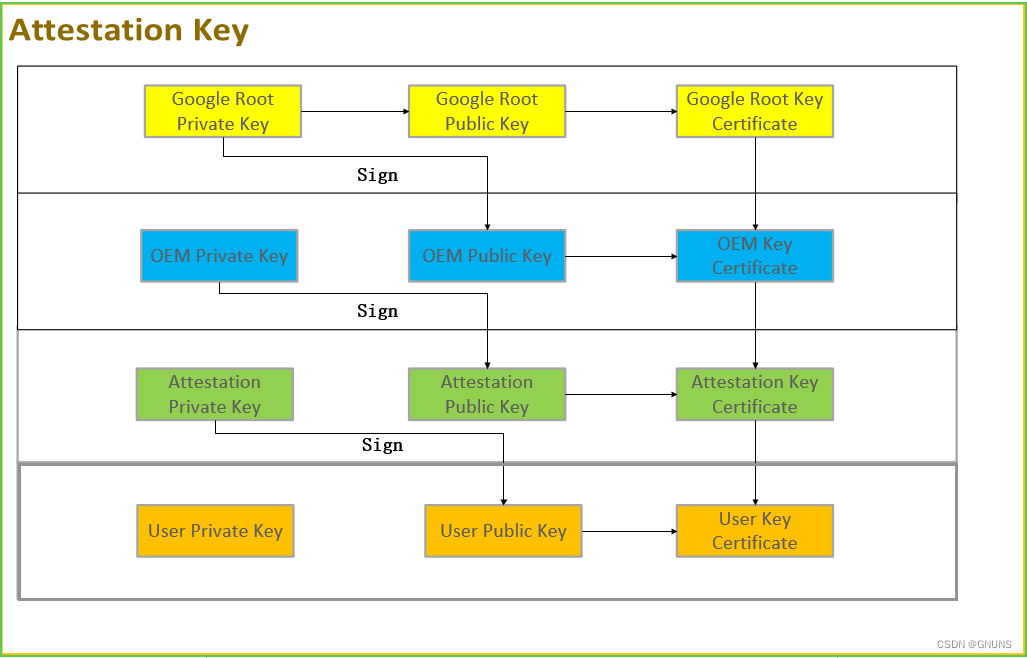 Attestation Key
Google Root
Private Key
Google Root
Public Key
Google Root Key
Certificate
Sign
OEM Private Key
OEM Public Key
OEM Key
Certificate
Sign
Attestation
Private Key
Attestation
Public Key
Attestation Key
Certificate
Sign
User Private Key
User Public Key
User Key
Certificate
CSDN @GNUNS